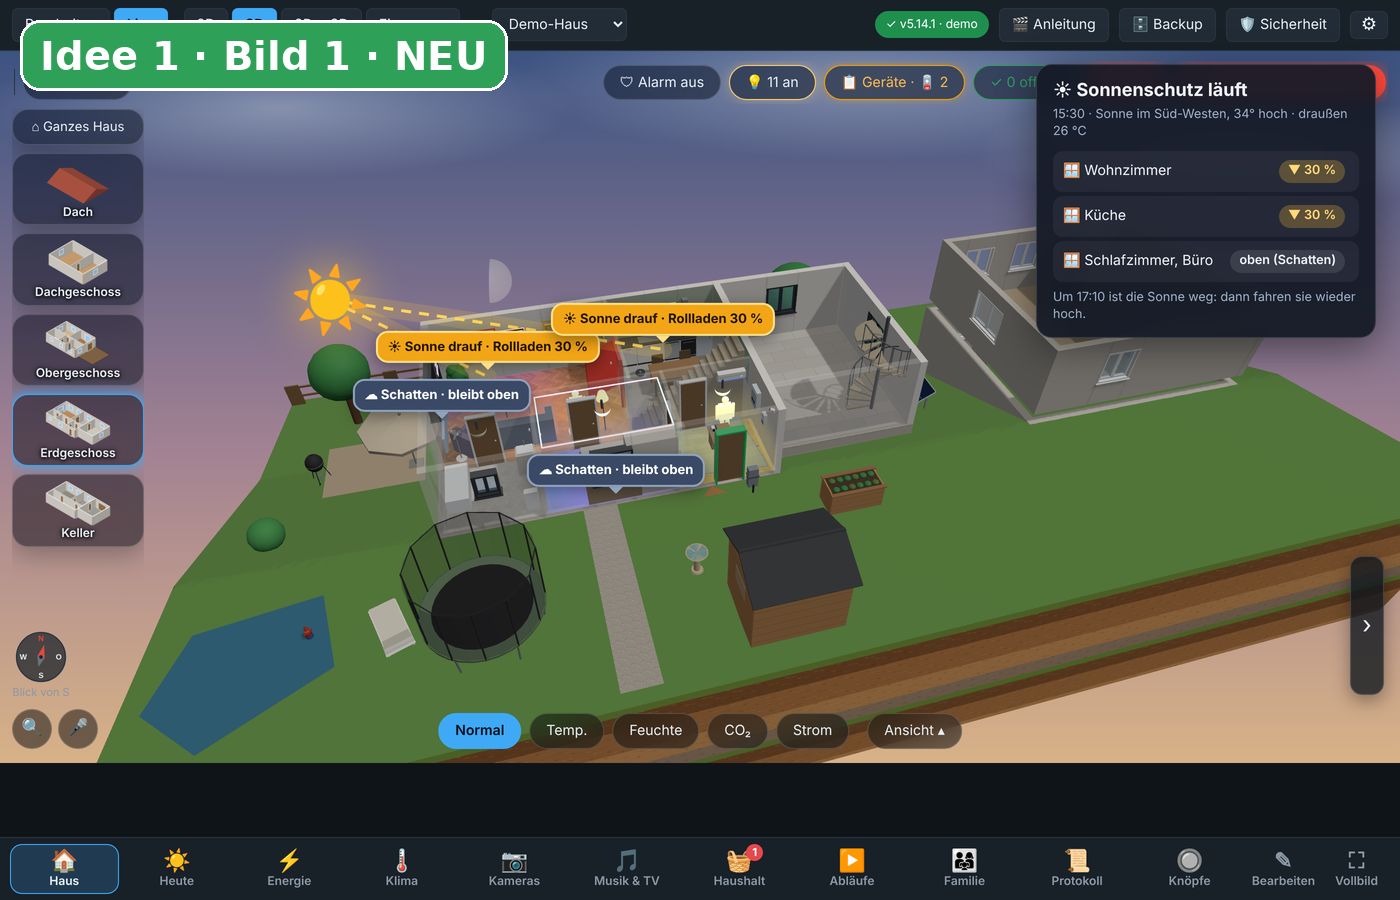 Idee 1 · Bild 1 · NEU
Demo-Haus
✓ v5.14.1 · demo
Anleitung
Backup
Sicherheit
Alarm aus
11 an
Geräte · 2
✓ 0 off
Ganzes Haus
Dach
Dachgeschoss
Obergeschoss
Erdgeschoss
Keller
☀ Sonnenschutz läuft
15:30 · Sonne im Süd-Westen, 34° hoch · draußen
26 °C
Wohnzimmer ▼ 30 %
Küche ▼ 30 %
Schlafzimmer, Büro oben (Schatten)
Um 17:10 ist die Sonne weg: dann fahren sie wieder
hoch.
☀ Sonne drauf · Rollladen 30 %
☀ Sonne drauf · Rollladen 30 %
☁ Schatten · bleibt oben
☁ Schatten · bleibt oben
N
W O
S
Blick von S
Normal
Temp.
Feuchte
CO₂
Strom
Ansicht ▴
Haus
Heute
Energie
Klima
Kameras
Musik & TV
1
Haushalt
Abläufe
Familie
Protokoll
Knöpfe
Bearbeiten
Vollbild